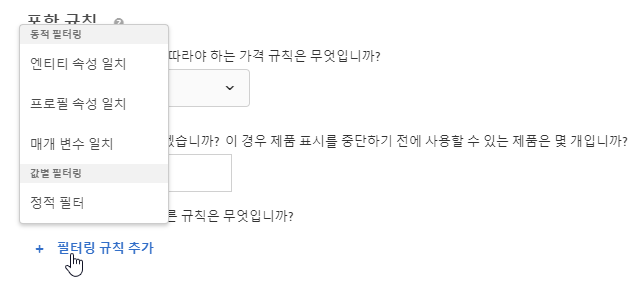 포함 규칙
동적 필터링
따라야 하는 가격 규칙은 무엇입니까?
엔티티 속성 일치
프로필 속성 일치
매개 변수 일치
이 경우 제품 표시를 중단하기 전에 사용할 수 있는 제품은 몇 개입니까?
값별 필터링
정적 필터
규칙은 무엇입니까?
+ 필터링 규칙 추가